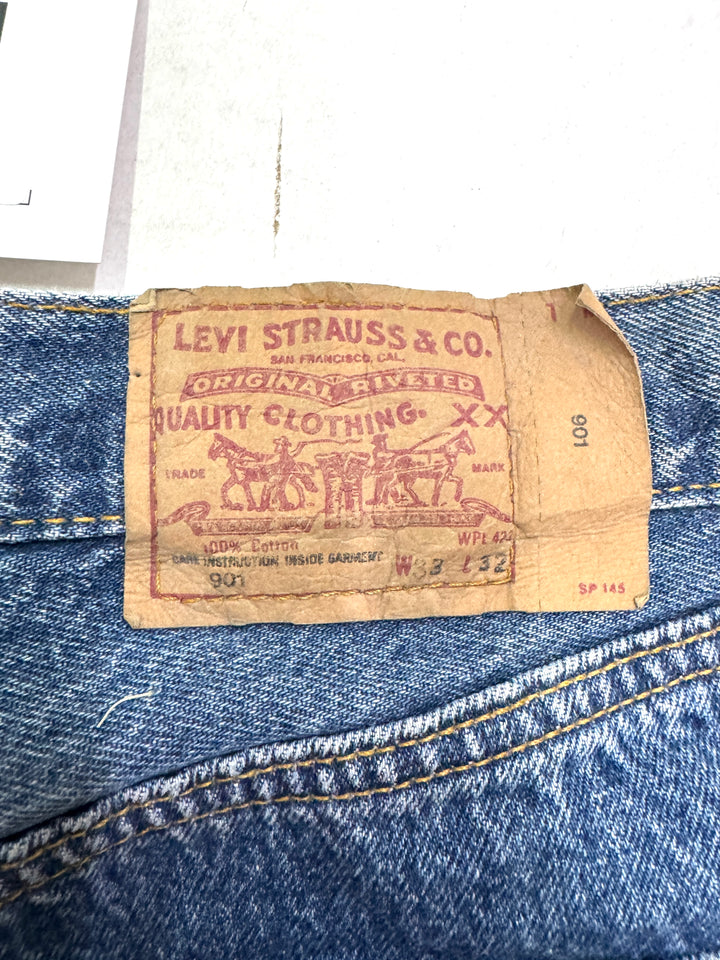 LEVI STRAUSS & CO.
SAN FRANCISCO, CAL.
ORIGINAL RIVETED
QUALITY CLOTHING. XX
TRADE MARK
100% Cotton WPL 42
CARE INSTRUCTION INSIDE GARMENT
901 W33 L32
901
SP 145